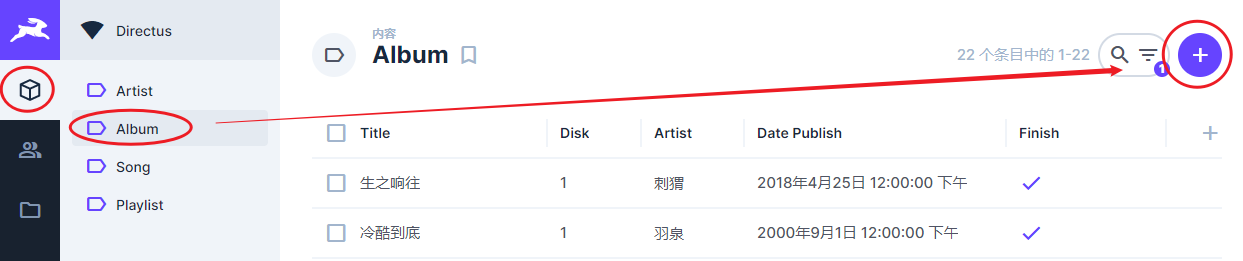 Directus
Artist
Album
Song
Playlist
内容
Album
22 个条目中的 1-22
1
Title Disk Artist Date Publish Finish
生之响往 1 刺猬 2018年4月25日 12:00:00 下午
冷酷到底 1 羽泉 2000年9月1日 12:00:00 下午